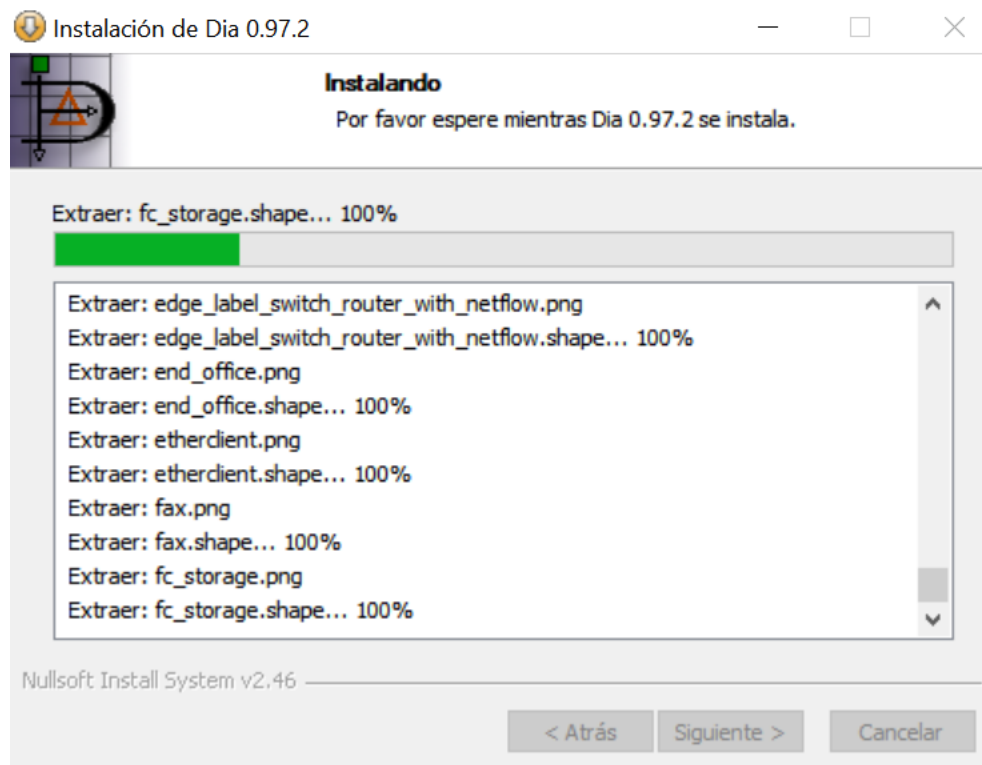 Instalación de Dia 0.97.2
Instalando
Por favor espere mientras Dia 0.97.2 se instala.
Extraer: fc_storage.shape... 100%
Extraer: edge_label_switch_router_with_netflow.png
Extraer: edge_label_switch_router_with_netflow.shape... 100%
Extraer: end_office.png
Extraer: end_office.shape... 100%
Extraer: etherclient.png
Extraer: etherclient.shape... 100%
Extraer: fax.png
Extraer: fax.shape... 100%
Extraer: fc_storage.png
Extraer: fc_storage.shape... 100%
Nullsoft Install System v2.46
< Atrás Siguiente > Cancelar